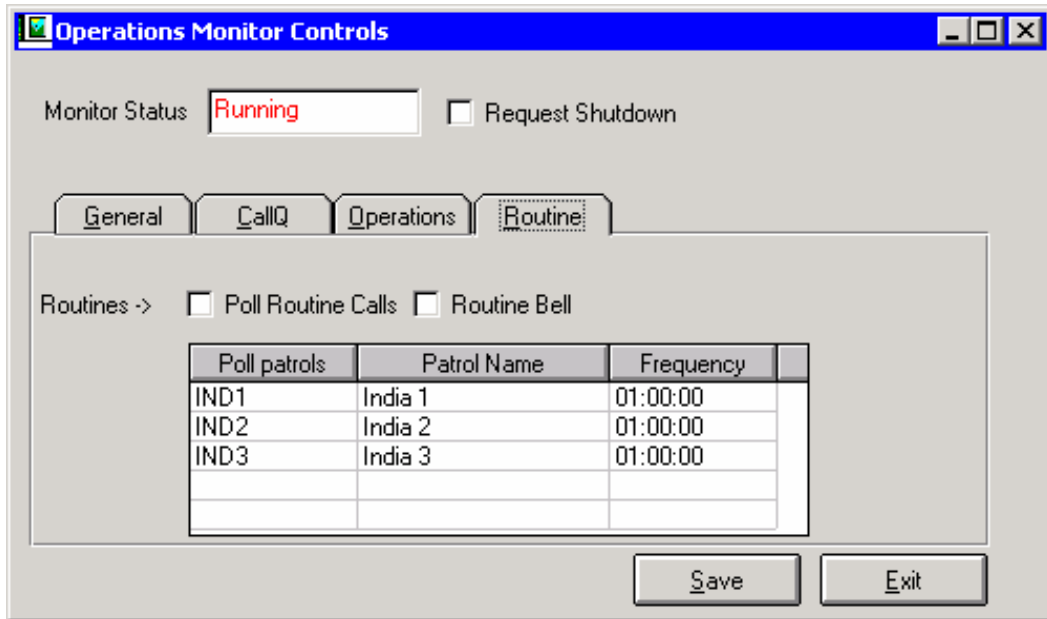 Operations Monitor Controls
Monitor Status Running Request Shutdown
General CallQ Operations Routine
Routines -> Poll Routine Calls Routine Bell
Poll patrols Patrol Name Frequency
IND1 India 1 01:00:00
IND2 India 2 01:00:00
IND3 India 3 01:00:00
Save Exit